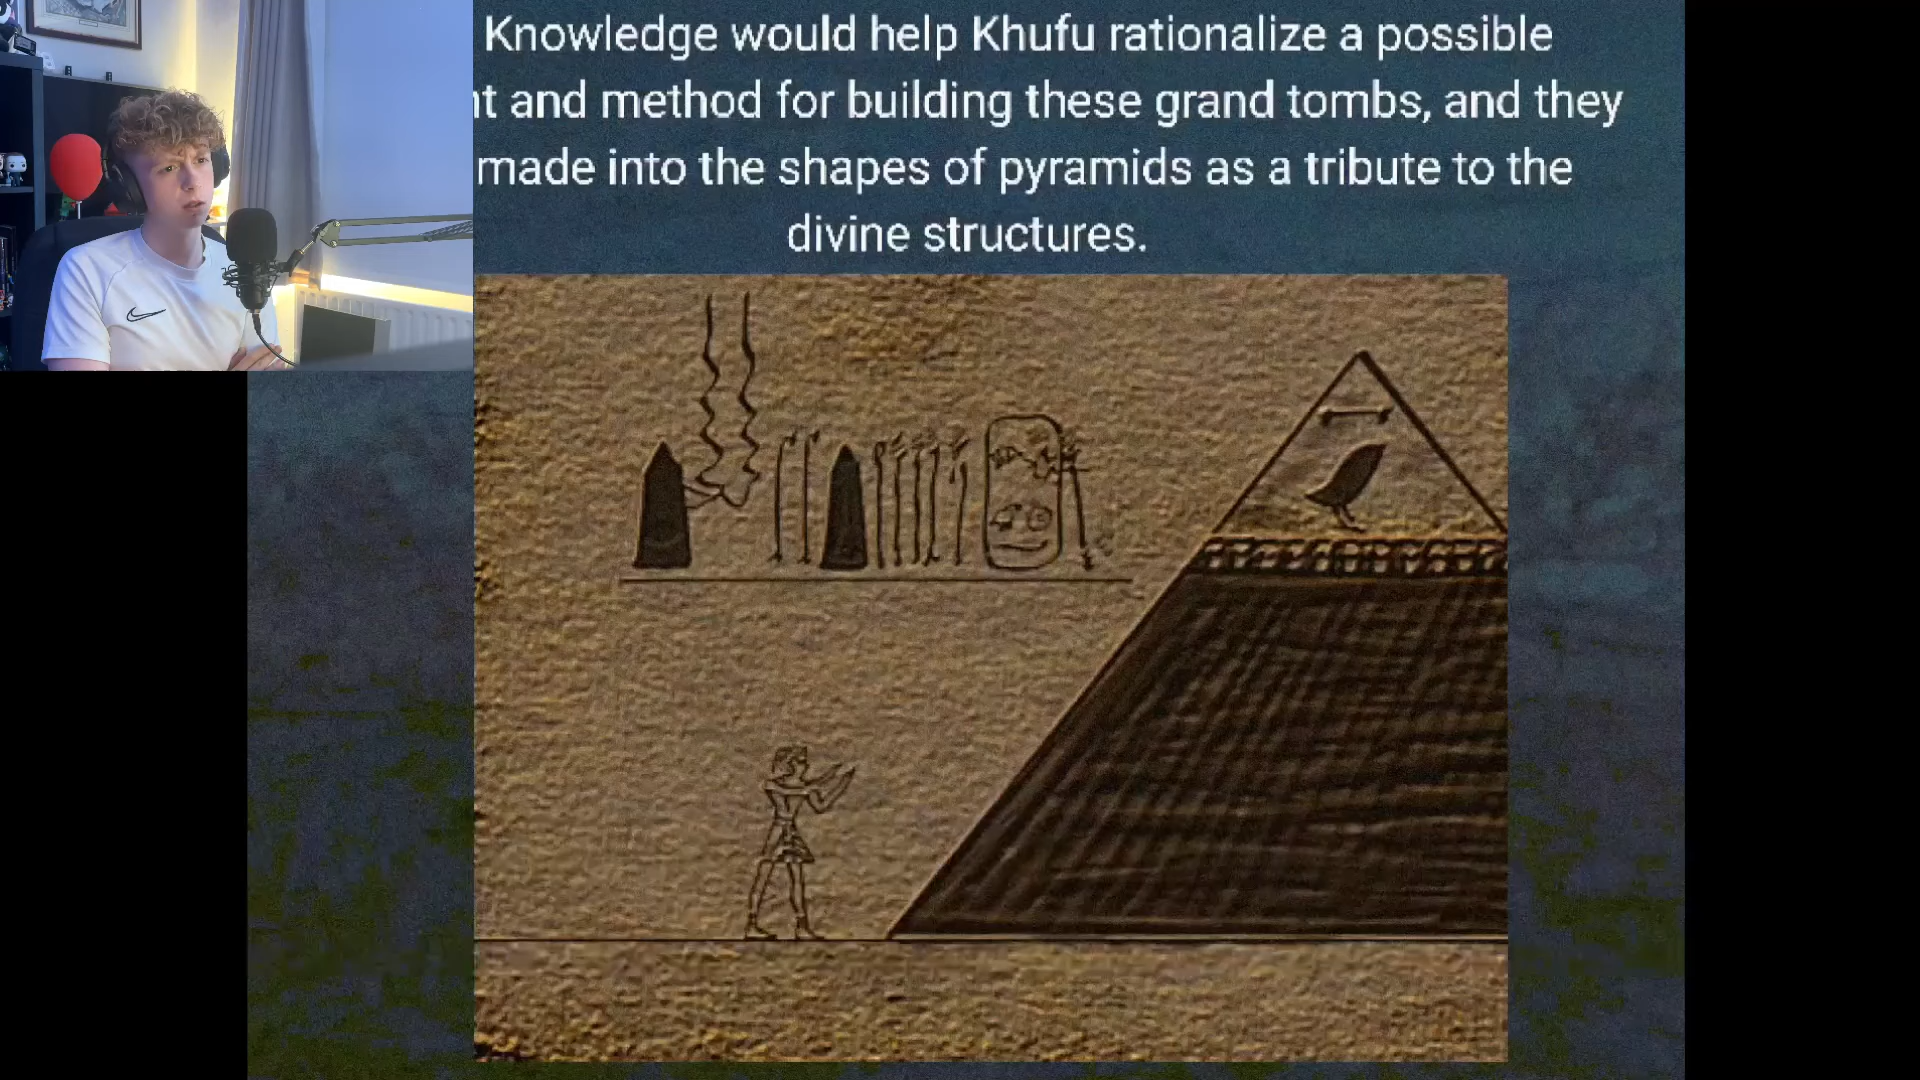 Knowledge would help Khufu rationalize a possible
and method for building these grand tombs, and they
made into the shapes of pyramids as a tribute to the
divine structures.